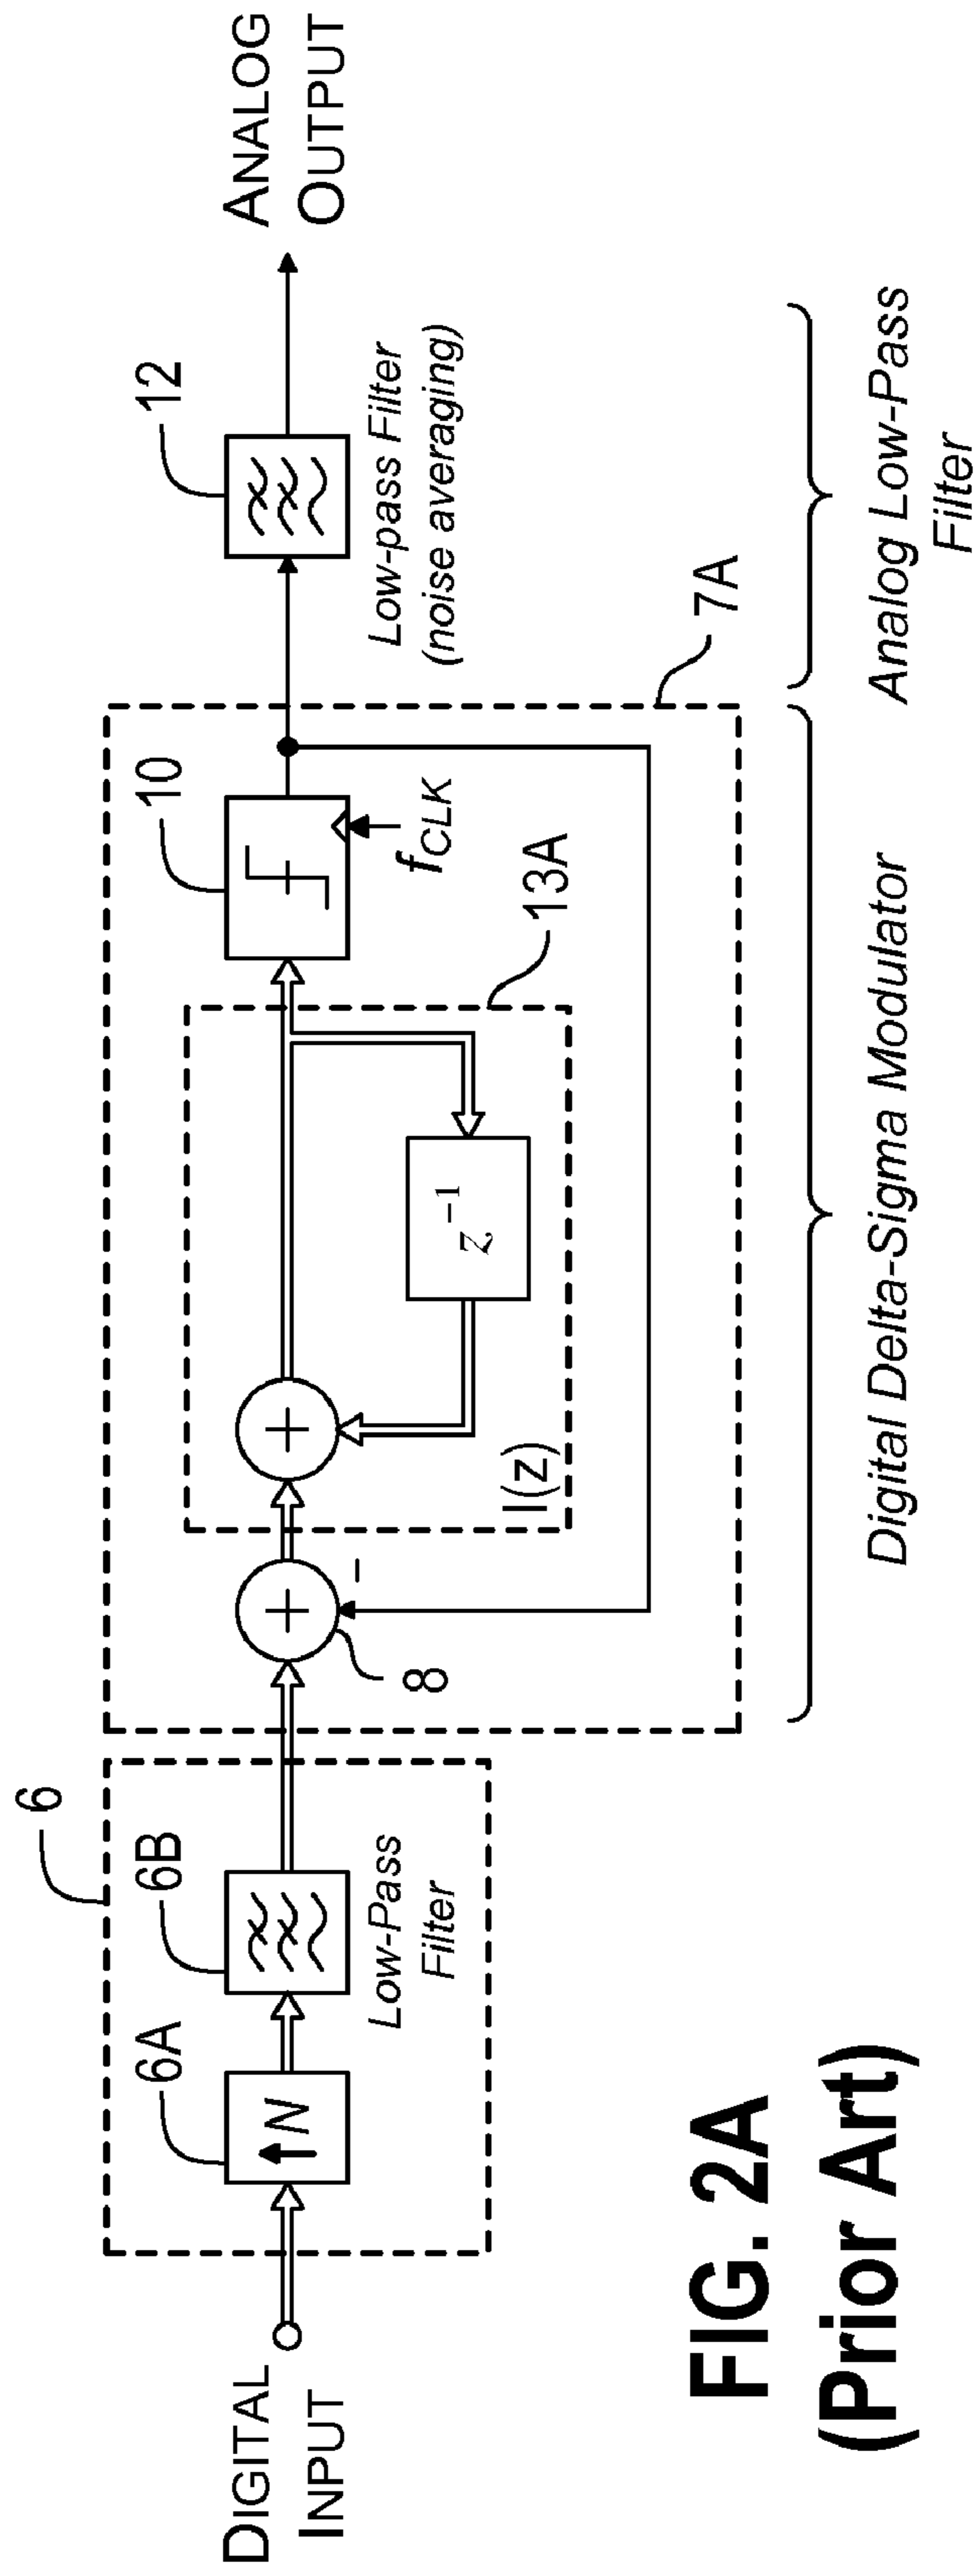 DIGITAL
INPUT
6
6A
N
6B
Low-Pass
Filter
8
I(z)
z⁻¹
13A
10
fCLK
7A
12
Low-pass Filter
(noise averaging)
ANALOG
OUTPUT
Digital Delta-Sigma Modulator
Analog Low-Pass
Filter
FIG. 2A
(Prior Art)